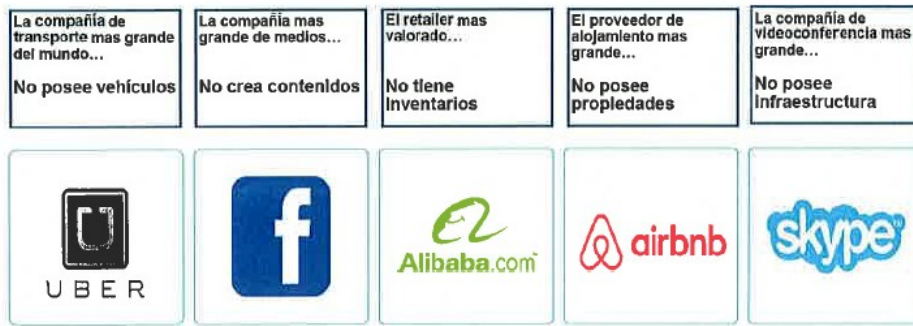 La compañía de
transporte mas grande
del mundo...
No posee vehículos
La compañía mas
grande de medios...
No crea contenidos
El retailer mas
valorado...
No tiene
Inventarios
El proveedor de
alojamiento mas
grande...
No posee
propiedades
La compañía de
videoconferencia mas
grande...
No posee
Infraestructura
U
UBER
f
Alibaba.com
airbnb
skype™